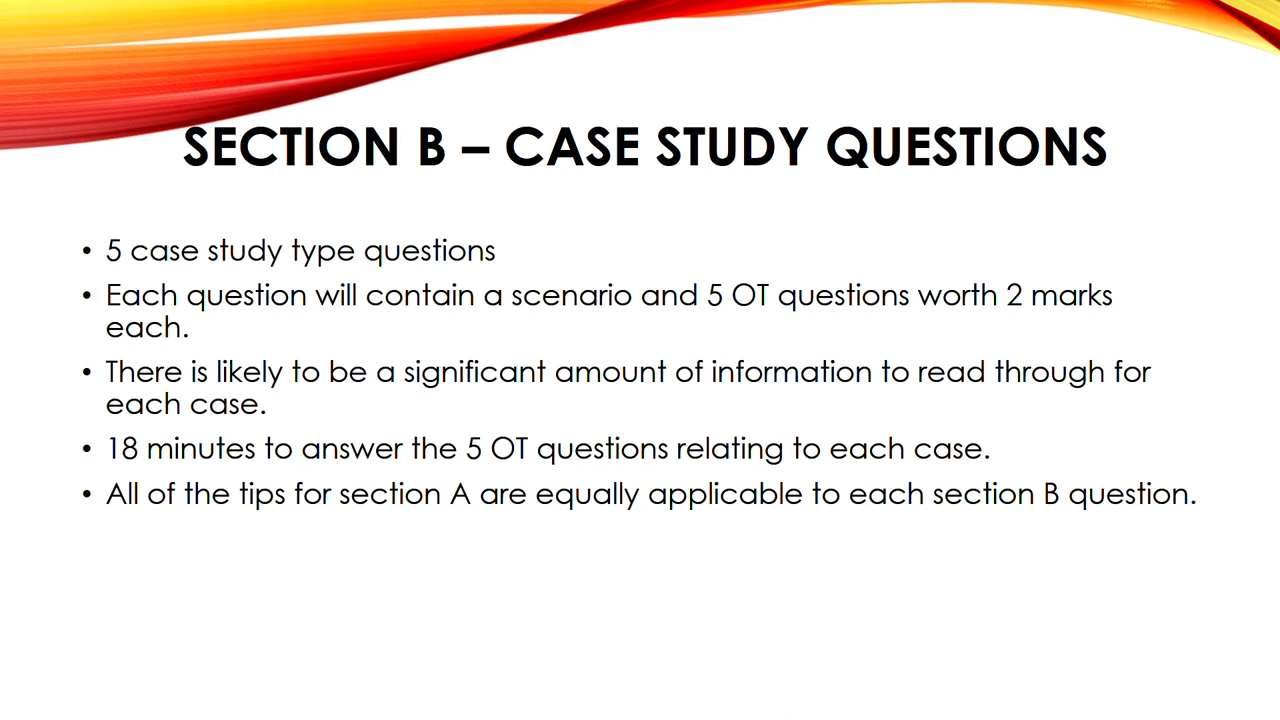 SECTION B – CASE STUDY QUESTIONS
• 5 case study type questions
• Each question will contain a scenario and 5 OT questions worth 2 marks
each.
• There is likely to be a significant amount of information to read through for
each case.
• 18 minutes to answer the 5 OT questions relating to each case.
• All of the tips for section A are equally applicable to each section B question.